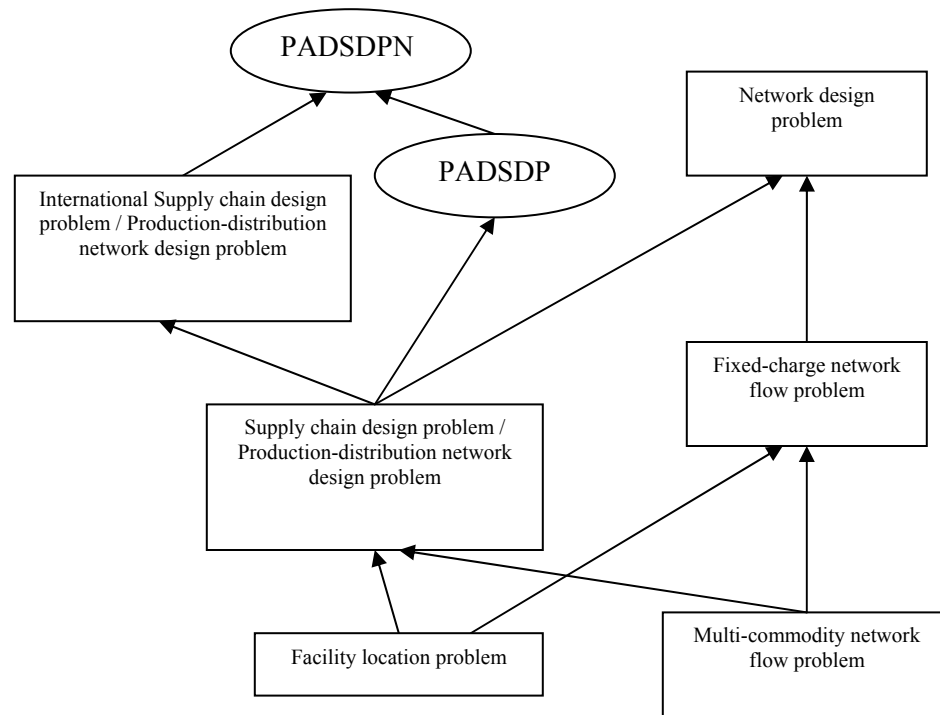 PADSDPN
Network design
problem
PADSDP
International Supply chain design
problem / Production-distribution
network design problem
Fixed-charge network
flow problem
Supply chain design problem /
Production-distribution network
design problem
Multi-commodity network
flow problem
Facility location problem